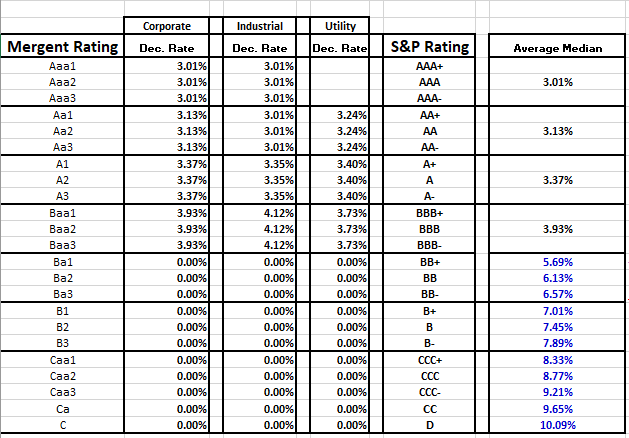 Corporate Industrial Utility
Mergent Rating Dec. Rate Dec. Rate Dec. Rate S&P Rating Average Median
Aaa1 3.01% 3.01% AAA+
Aaa2 3.01% 3.01% AAA 3.01%
Aaa3 3.01% 3.01% AAA-
Aa1 3.13% 3.01% 3.24% AA+
Aa2 3.13% 3.01% 3.24% AA 3.13%
Aa3 3.13% 3.01% 3.24% AA-
A1 3.37% 3.35% 3.40% A+
A2 3.37% 3.35% 3.40% A 3.37%
A3 3.37% 3.35% 3.40% A-
Baa1 3.93% 4.12% 3.73% BBB+
Baa2 3.93% 4.12% 3.73% BBB 3.93%
Baa3 3.93% 4.12% 3.73% BBB-
Ba1 0.00% 0.00% 0.00% BB+ 5.69%
Ba2 0.00% 0.00% 0.00% BB 6.13%
Ba3 0.00% 0.00% 0.00% BB- 6.57%
B1 0.00% 0.00% 0.00% B+ 7.01%
B2 0.00% 0.00% 0.00% B 7.45%
B3 0.00% 0.00% 0.00% B- 7.89%
Caa1 0.00% 0.00% 0.00% CCC+ 8.33%
Caa2 0.00% 0.00% 0.00% CCC 8.77%
Caa3 0.00% 0.00% 0.00% CCC- 9.21%
Ca 0.00% 0.00% 0.00% CC 9.65%
C 0.00% 0.00% 0.00% D 10.09%